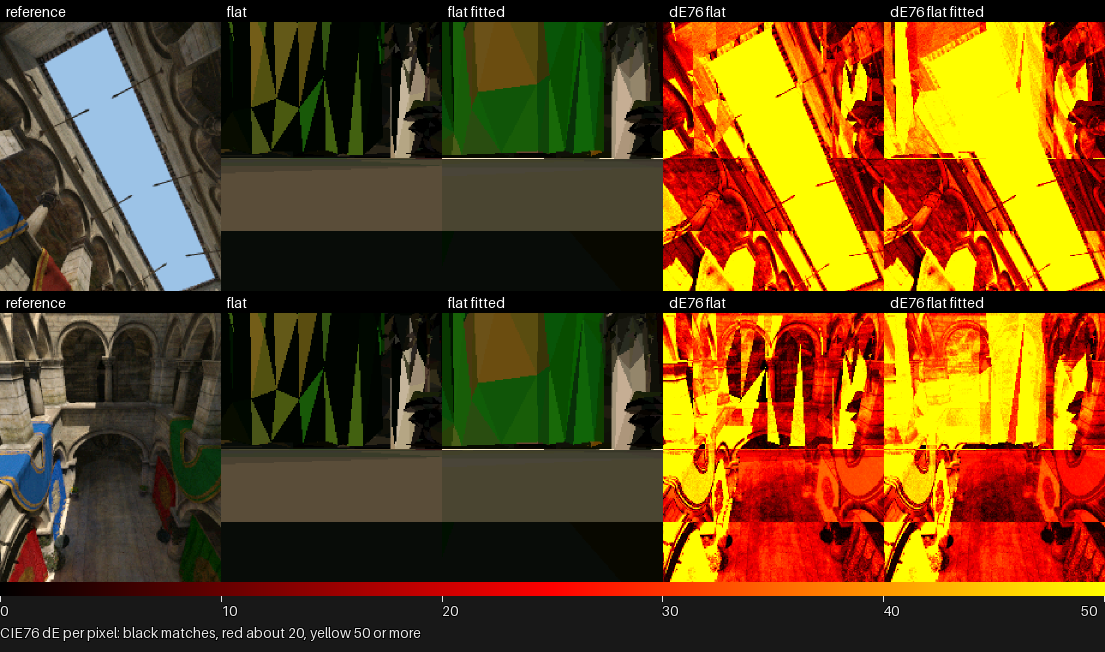 reference flat flat fitted dE76 flat dE76 flat fitted
reference flat flat fitted dE76 flat dE76 flat fitted
0 10 20 30 40 50
CIE76 dE per pixel: black matches, red about 20, yellow 50 or more